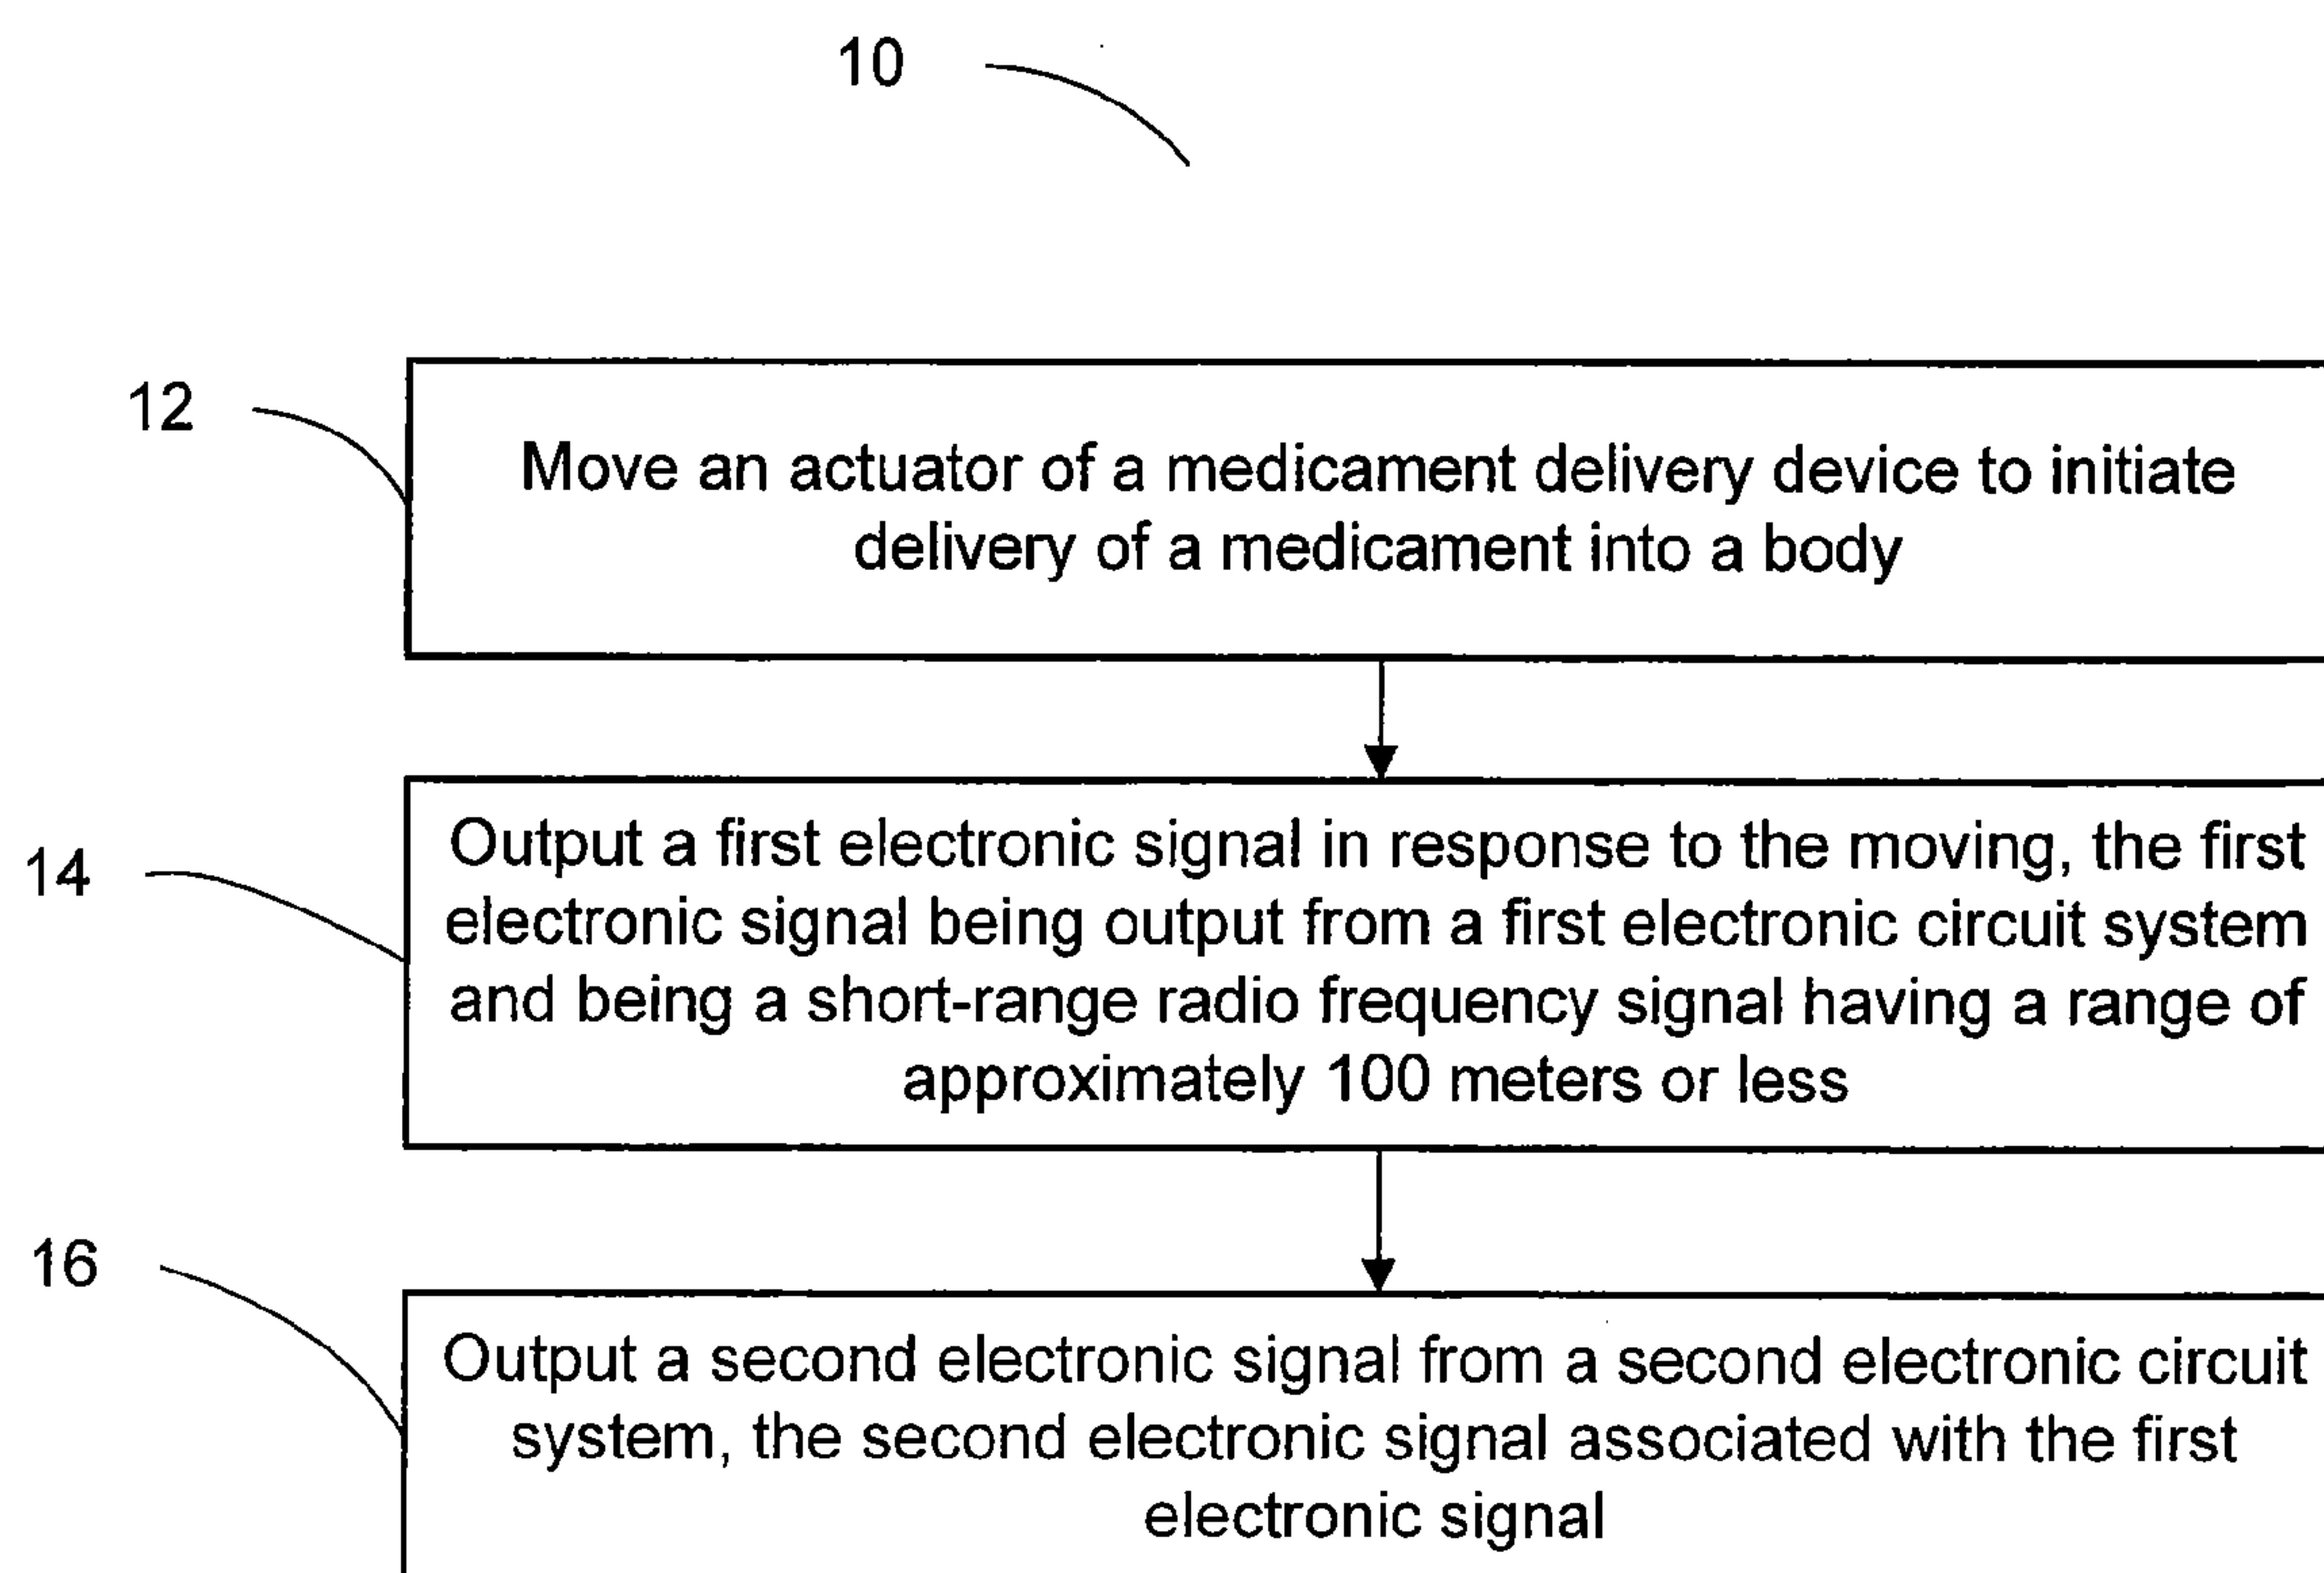 10
12
Move an actuator of a medicament delivery device to initiate
delivery of a medicament into a body
14
Output a first electronic signal in response to the moving, the first
electronic signal being output from a first electronic circuit system
and being a short-range radio frequency signal having a range of
approximately 100 meters or less
16
Output a second electronic signal from a second electronic circuit
system, the second electronic signal associated with the first
electronic signal